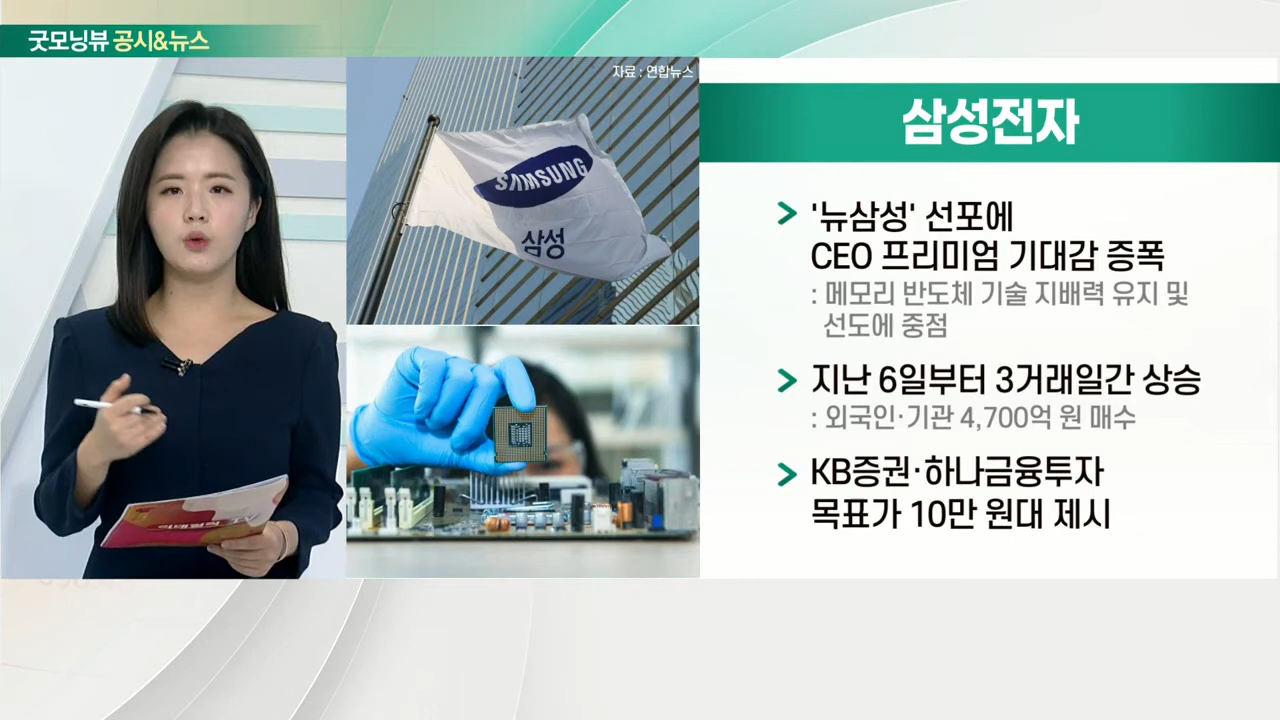 굿모닝뷰 공시&뉴스
자료 : 연합뉴스
SAMSUNG
삼성
삼성전자
'뉴삼성' 선포에
CEO 프리미엄 기대감 증폭
: 메모리 반도체 기술 지배력 유지 및
선도에 중점
지난 6일부터 3거래일간 상승
: 외국인·기관 4,700억 원 매수
KB증권·하나금융투자
목표가 10만 원대 제시